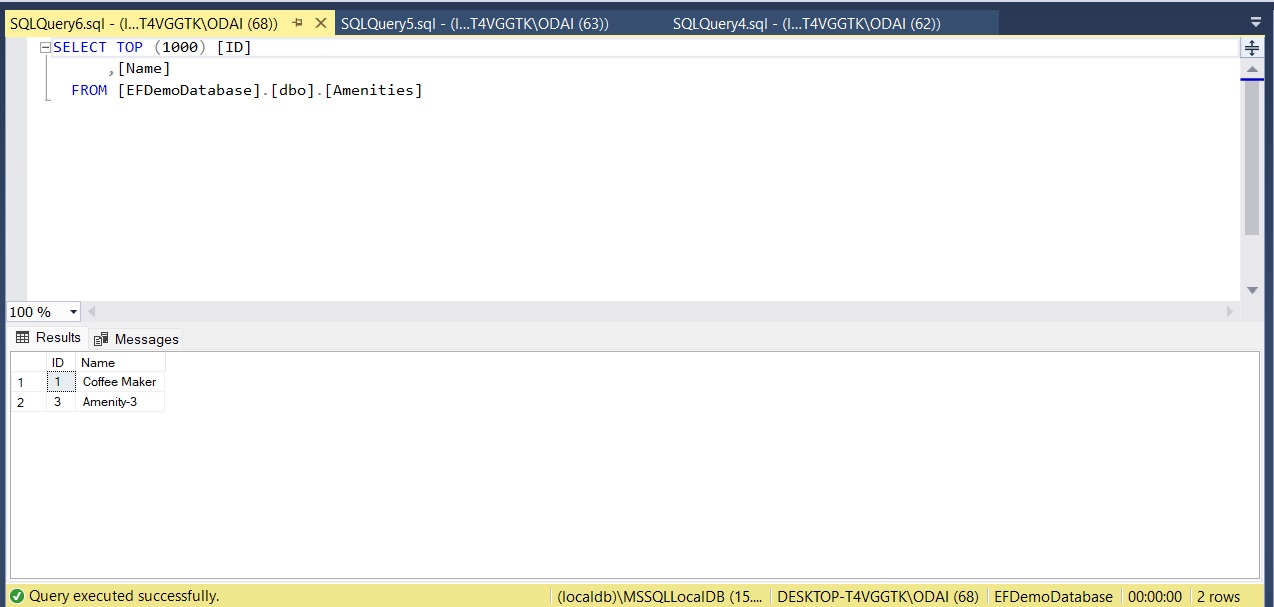 SQLQuery6.sql - (l...T4VGGTK\ODAI (68)) SQLQuery5.sql - (l...T4VGGTK\ODAI (63)) SQLQuery4.sql - (l...T4VGGTK\ODAI (62))
SELECT TOP (1000) [ID]
,[Name]
FROM [EFDemoDatabase].[dbo].[Amenities]
100 %
Results Messages
ID Name
1 1 Coffee Maker
2 3 Amenity-3
Query executed successfully. (localdb)\MSSQLLocalDB (15.... DESKTOP-T4VGGTK\ODAI (68) EFDemoDatabase 00:00:00 2 rows